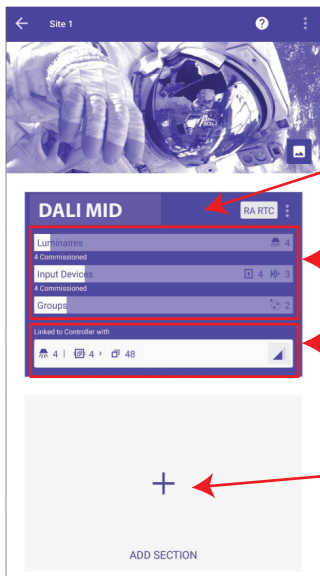 Site 1 ?
DALI MID RA RTC
Luminaires 4
4 Commissioned
Input Devices 4 3
4 Commissioned
Groups 2
Linked to Controller with
4 | 4 › 48
+
ADD SECTION